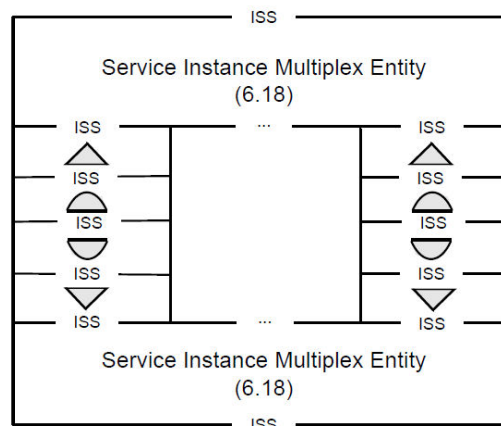 ISS
Service Instance Multiplex Entity
(6.18)
ISS ... ISS
ISS ISS
ISS ISS
ISS ISS
ISS ... ISS
Service Instance Multiplex Entity
(6.18)
ISS